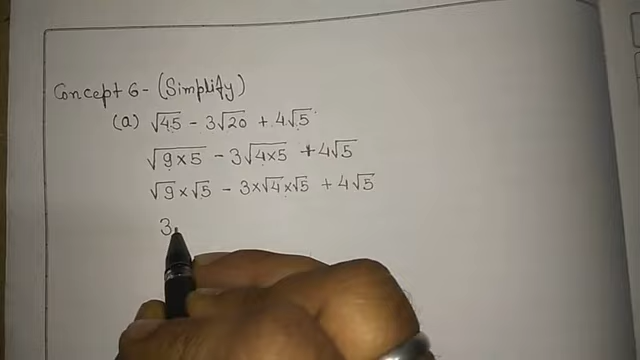 Concept 6 - (Simplify)
(a) √45 - 3√20 + 4√5
√9×5 - 3√4×5 + 4√5
√9 × √5 - 3×√4×√5 + 4√5
3